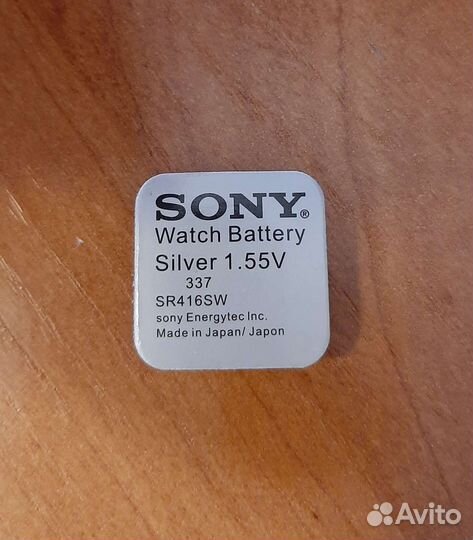 SONY®
Watch Battery
Silver 1.55V
337
SR416SW
sony Energytec Inc.
Made in Japan/ Japon
Avito